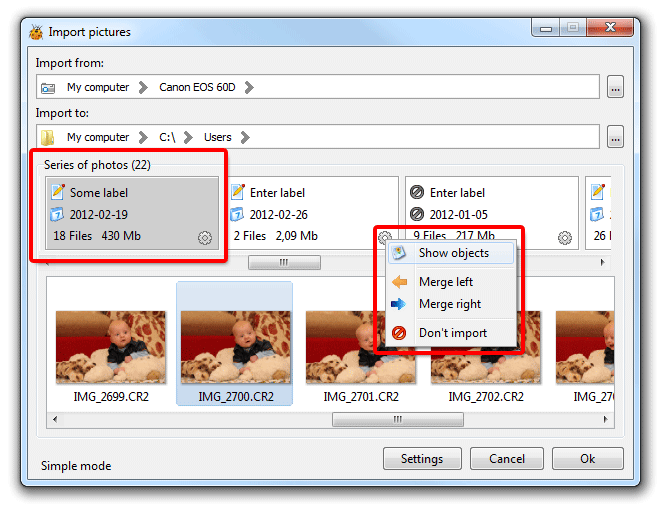 Import pictures
Import from:
My computer Canon EOS 60D
...
Import to:
My computer C:\ Users
...
Series of photos (22)
Some label Enter label Enter label
2012-02-19 2012-02-26 2012-01-05
18 Files 430 Mb 2 Files 2,09 Mb 9 Files 217 Mb 26
Show objects
Merge left
Merge right
Don't import
IMG_2699.CR2 IMG_2700.CR2 IMG_2701.CR2 IMG_2702.CR2
Simple mode Settings Cancel Ok